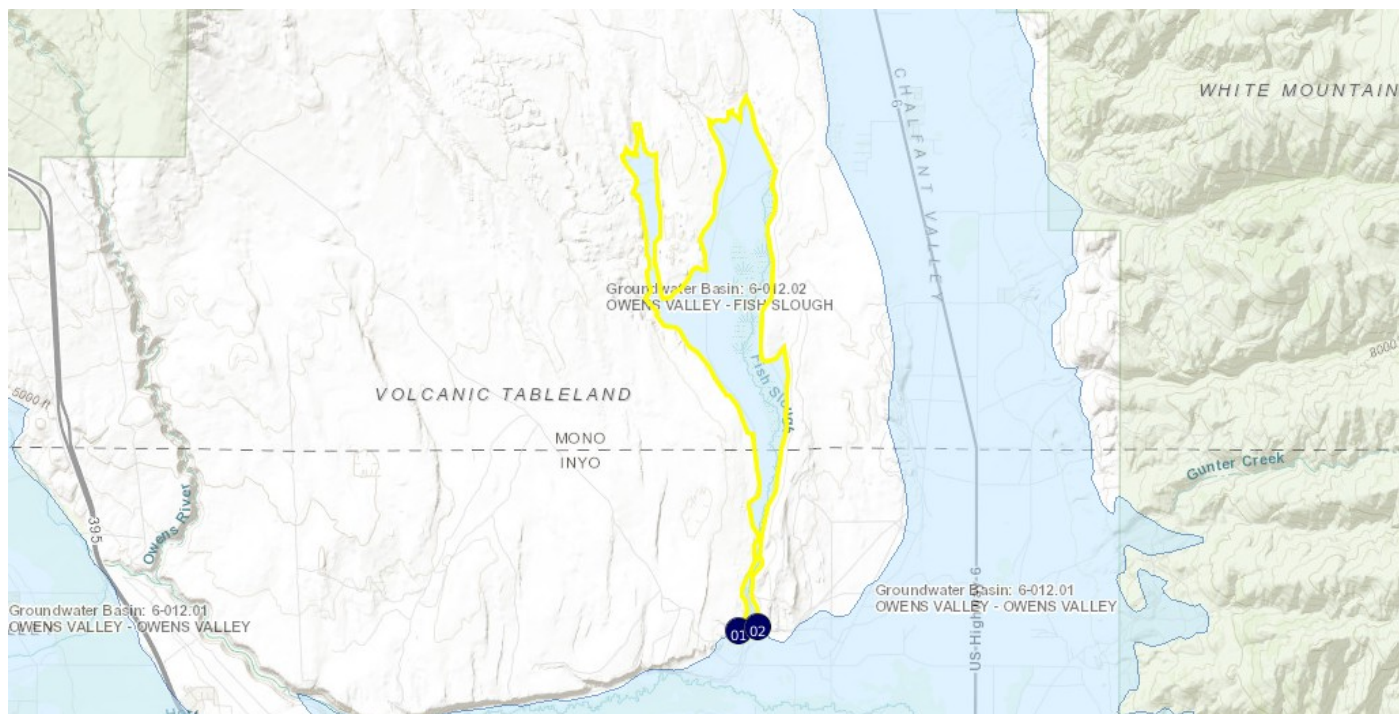 CHALFANT VALLEY
6
WHITE MOUNTAIN
Groundwater Basin: 6-012.02
OWENS VALLEY - FISH SLOUGH
Fish Slough
VOLCANIC TABLELAND
5000 ft
8000
MONO
INYO
Gunter Creek
Owens River
395
US-Highway-6
Groundwater Basin: 6-012.01
OWENS VALLEY - OWENS VALLEY
Groundwater Basin: 6-012.01
OWENS VALLEY - OWENS VALLEY
01
02